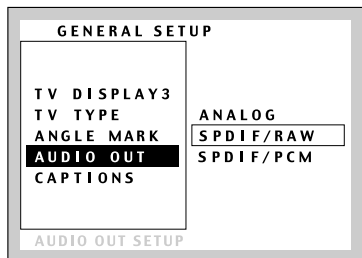 GENERAL SETUP
TV DISPLAY3
TV TYPE
ANGLE MARK
AUDIO OUT
CAPTIONS
ANALOG
SPDIF/RAW
SPDIF/PCM
AUDIO OUT SETUP